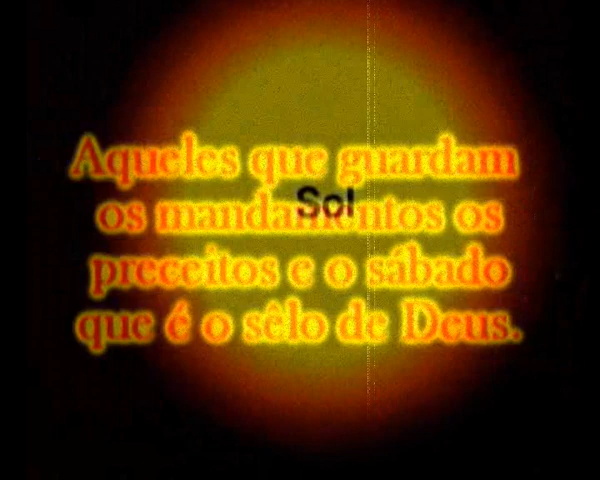 Aqueles que guardam
Sol
os mandamentos os
preceitos e o sábado
que é o sêlo de Deus.